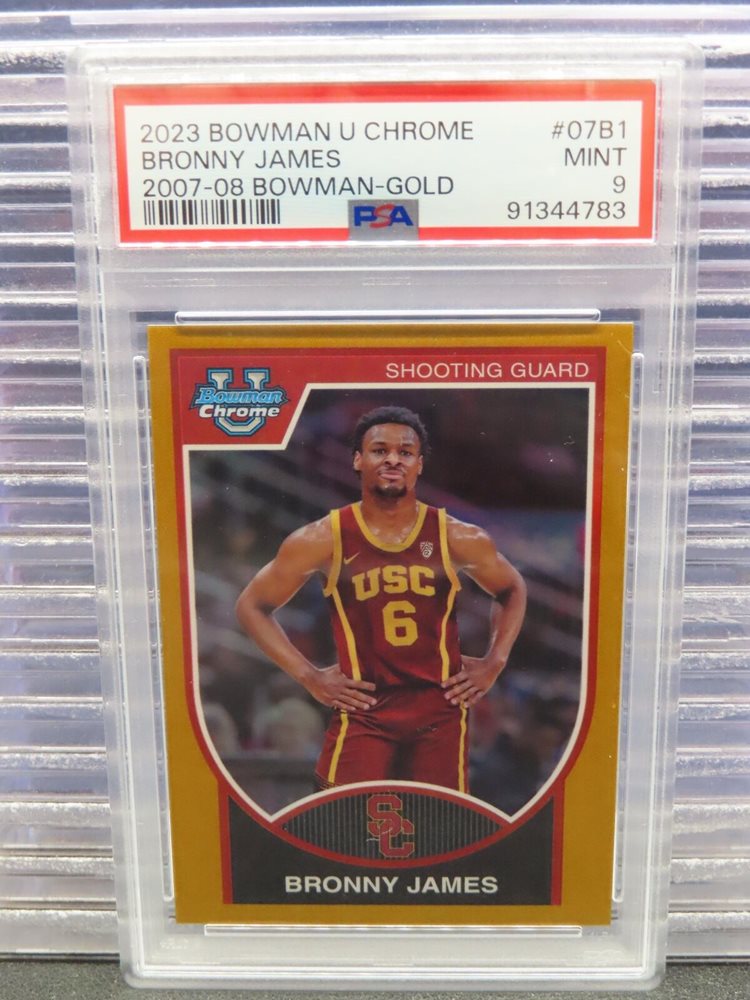 2023 BOWMAN U CHROME #07B1
BRONNY JAMES MINT
2007-08 BOWMAN-GOLD 9
PSA 91344783
SHOOTING GUARD
U
Bowman
Chrome
USC
6
SC
BRONNY JAMES